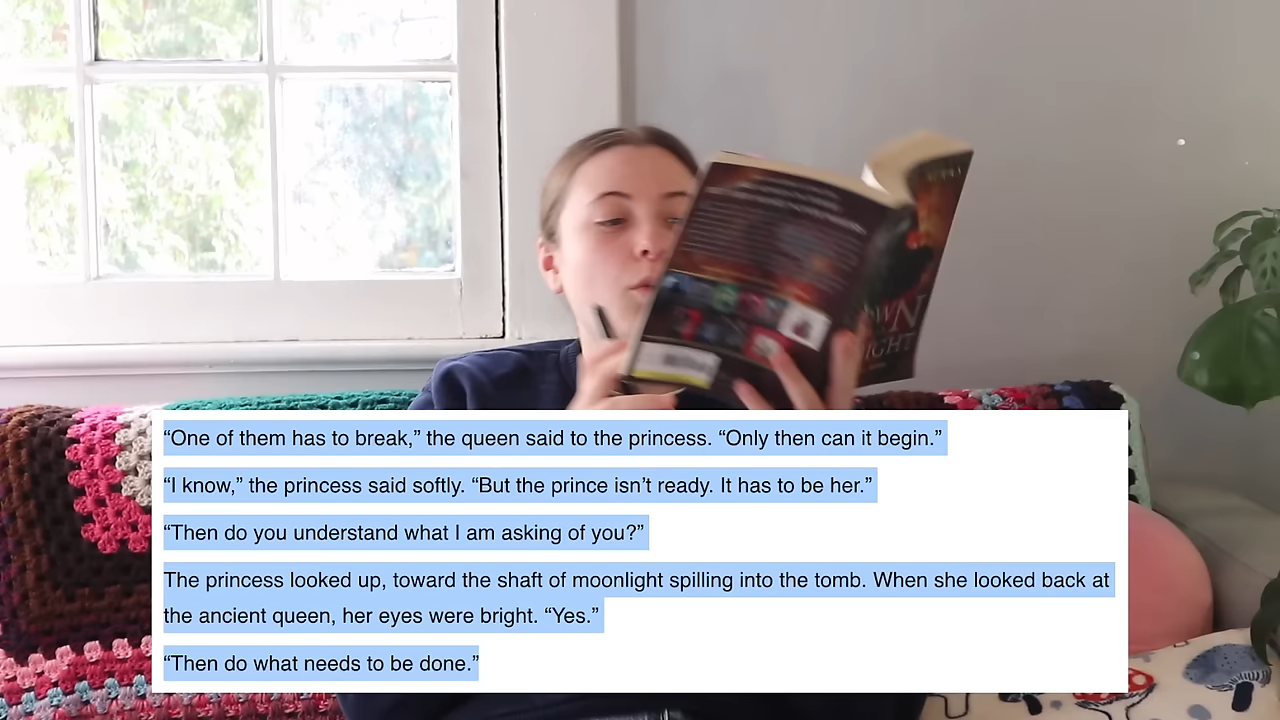 “One of them has to break,” the queen said to the princess. “Only then can it begin.”
“I know,” the princess said softly. “But the prince isn’t ready. It has to be her.”
“Then do you understand what I am asking of you?”
The princess looked up, toward the shaft of moonlight spilling into the tomb. When she looked back at
the ancient queen, her eyes were bright. “Yes.”
“Then do what needs to be done.”